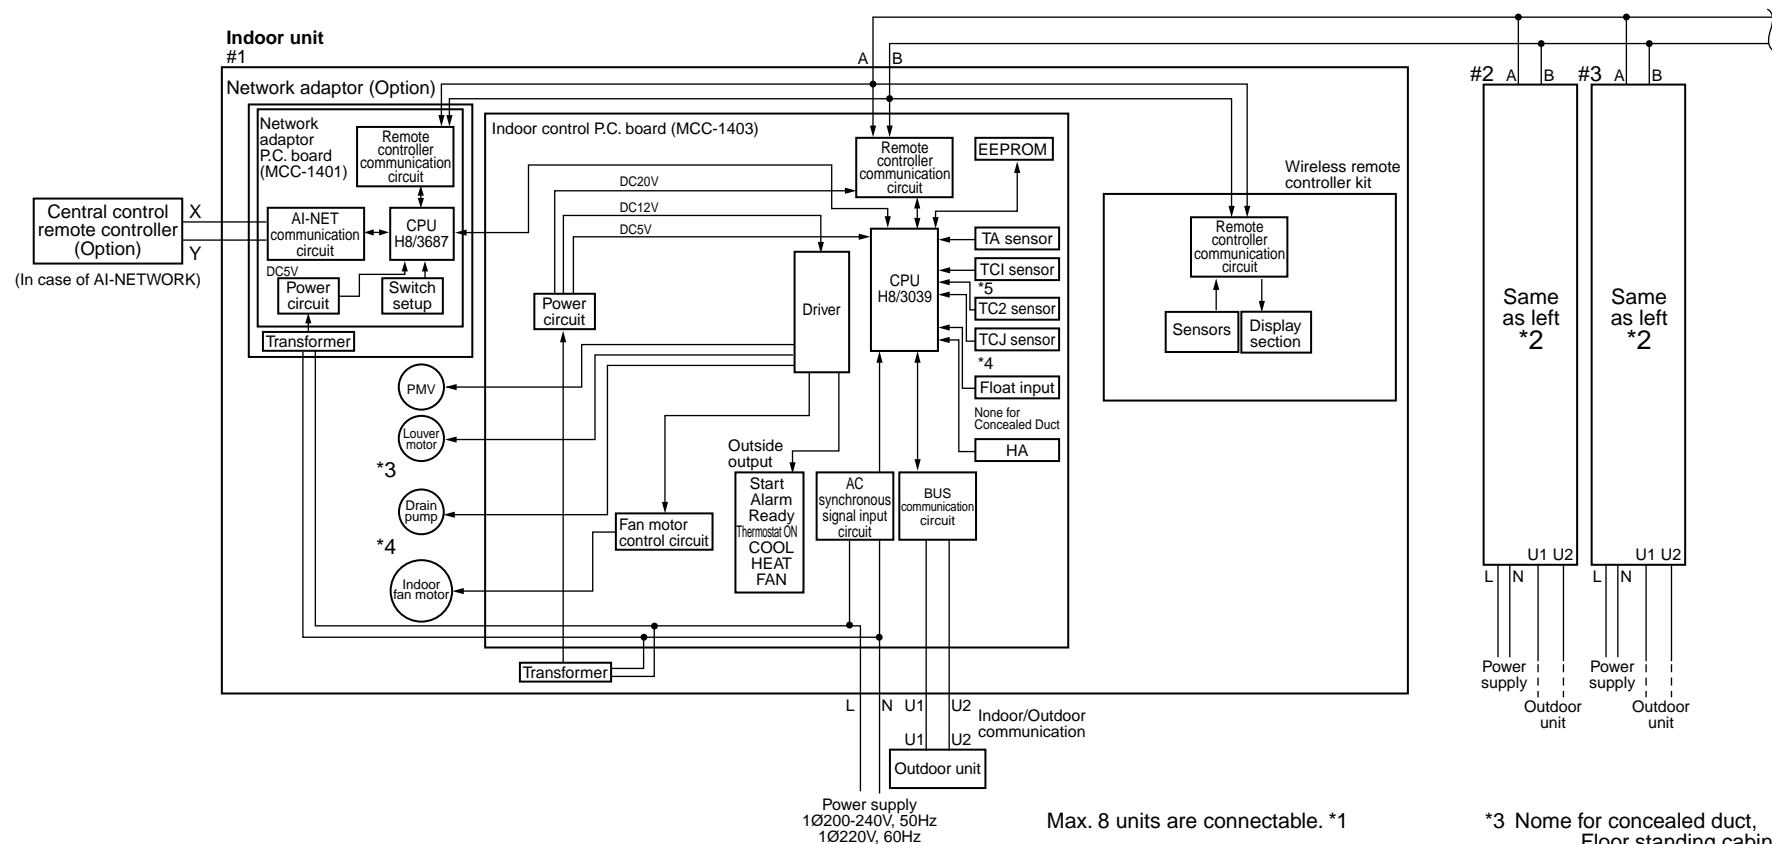 Indoor unit
#1
A
B
#2
A
B
#3
A
B
Network adaptor (Option)
Network
adaptor
P.C. board
(MCC-1401)
Remote
controller
communication
circuit
Indoor control P.C. board (MCC-1403)
Remote
controller
communication
circuit
EEPROM
Wireless remote
controller kit
DC20V
DC12V
DC5V
Central control
remote controller
(Option)
X
Y
(In case of AI-NETWORK)
AI-NET
communication
circuit
CPU
H8/3687
DC5V
Power
circuit
Switch
setup
Transformer
Power
circuit
Driver
CPU
H8/3039
TA sensor
TCI sensor
*5
TC2 sensor
TCJ sensor
*4
Float input
None for
Concealed Duct
HA
Remote
controller
communication
circuit
Sensors
Display
section
Same
as left
*2
Same
as left
*2
PMV
Louver
motor
*3
Drain
pump
*4
Indoor
fan motor
Fan motor
control circuit
Outside
output
Start
Alarm
Ready
Thermostat ON
COOL
HEAT
FAN
AC
synchronous
signal input
circuit
BUS
communication
circuit
U1 U2
U1 U2
L
N
L
N
Power
supply
Outdoor
unit
Power
supply
Outdoor
unit
Transformer
L
N
U1
U2
Indoor/Outdoor
communication
U1
U2
Outdoor unit
Power supply
1Ø200-240V, 50Hz
1Ø220V, 60Hz
Max. 8 units are connectable. *1
*3 Nome for concealed duct,
Floor standing cabin